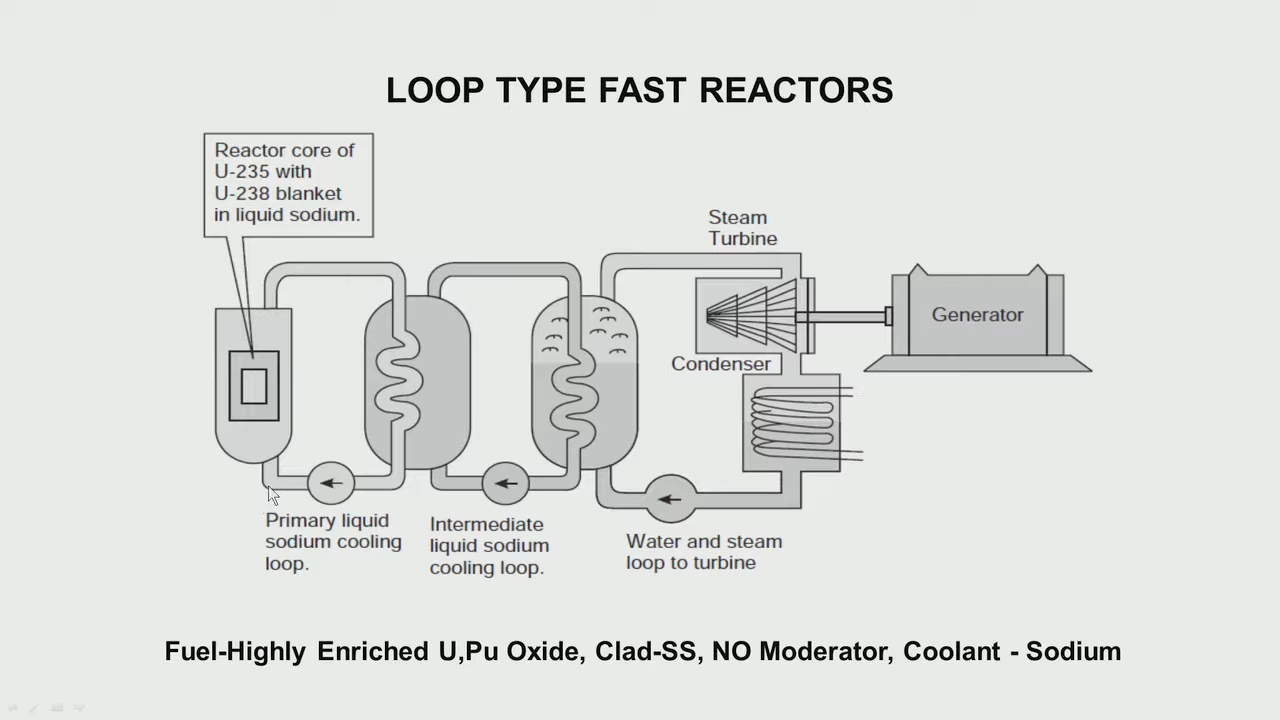 LOOP TYPE FAST REACTORS
Reactor core of
U-235 with
U-238 blanket
in liquid sodium.
Steam
Turbine
Generator
Condenser
Primary liquid
sodium cooling
loop.
Intermediate
liquid sodium
cooling loop.
Water and steam
loop to turbine
Fuel-Highly Enriched U,Pu Oxide, Clad-SS, NO Moderator, Coolant - Sodium